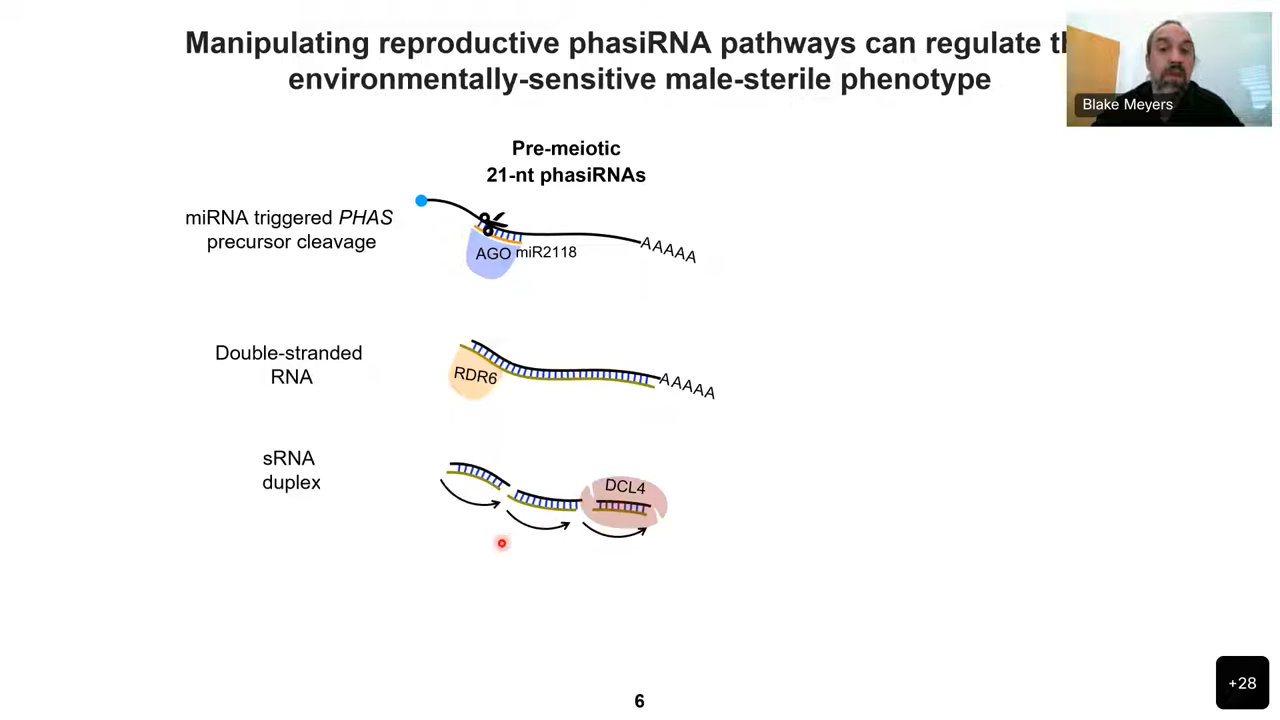 Manipulating reproductive phasiRNA pathways can regulate
environmentally-sensitive male-sterile phenotype
Blake Meyers
Pre-meiotic
21-nt phasiRNAs
miRNA triggered PHAS
precursor cleavage
AGO
miR2118
AAAAA
Double-stranded
RNA
RDR6
AAAAA
sRNA
duplex
DCL4
6
+28